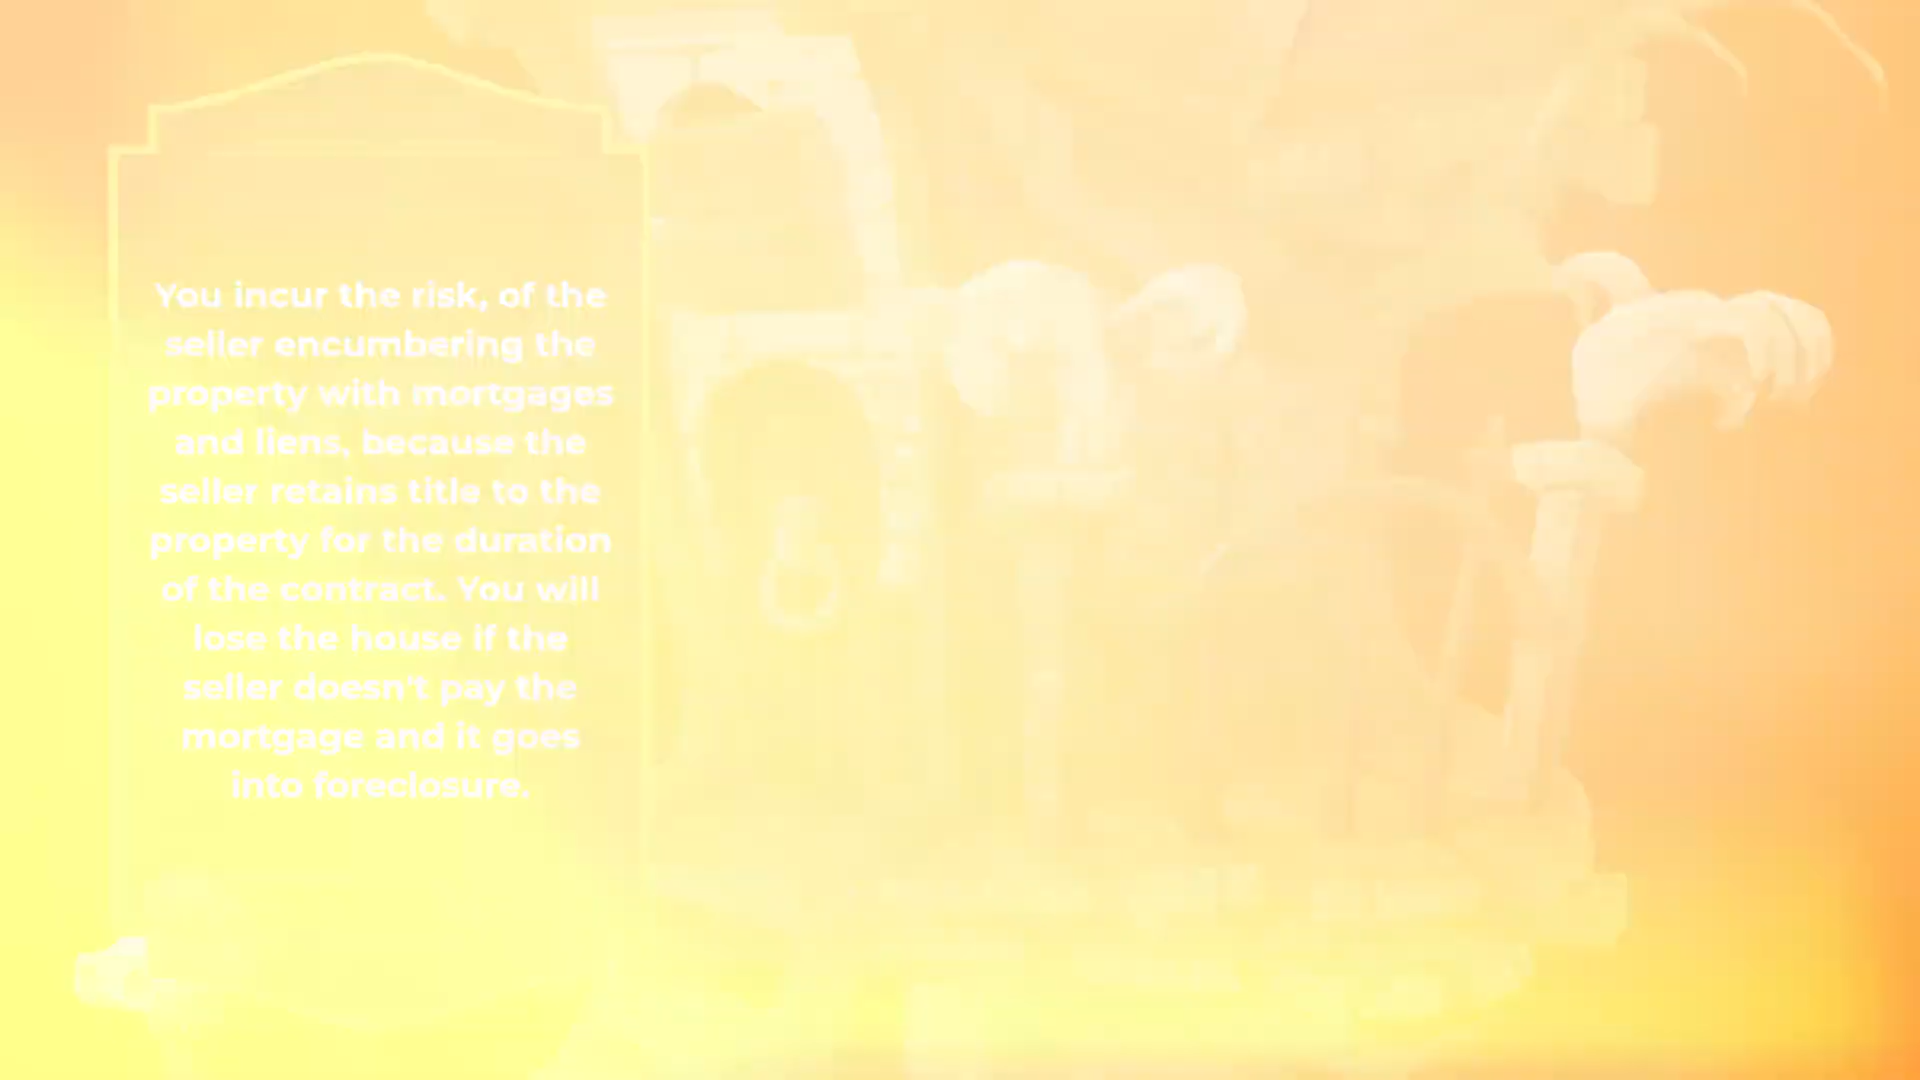 You incur the risk, of the
seller encumbering the
property with mortgages
and liens, because the
seller retains title to the
property for the duration
of the contract. You will
lose the house if the
seller doesn't pay the
mortgage and it goes
into foreclosure.